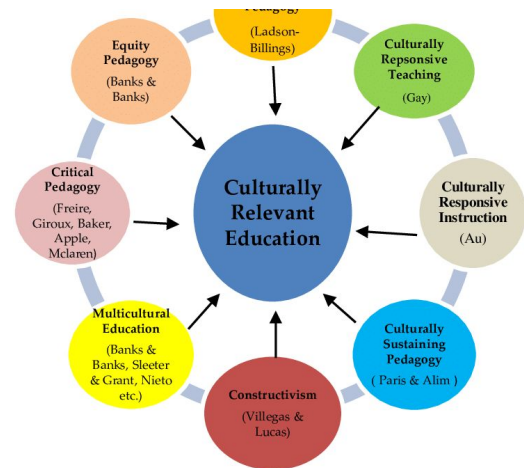 Pedagogy
(Ladson-
Billings)
Culturally
Repsonsive
Teaching
(Gay)
Culturally
Responsive
Instruction
(Au)
Culturally
Sustaining
Pedagogy
( Paris & Alim )
Constructivism
(Villegas &
Lucas)
Multicultural
Education
(Banks &
Banks, Sleeter
& Grant, Nieto
etc.)
Critical
Pedagogy
(Freire,
Giroux, Baker,
Apple,
Mclaren)
Equity
Pedagogy
(Banks &
Banks)
Culturally
Relevant
Education